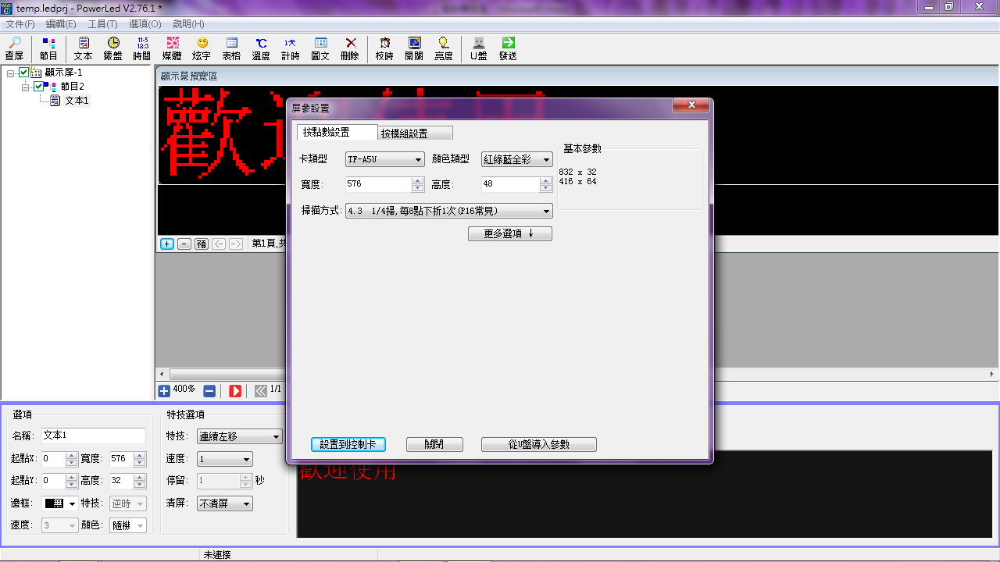 temp.ledprj - PowerLed V2.76.1 *
文件(F) 編輯(E) 工具(T) 選項(O) 說明(H)
11-5
12:3
℃
1天
查屏 節目 文本 錶盤 時間 媒體 炫字 表格 溫度 計時 圖文 刪除 校時 開關 亮度 U盤 發送
顯示屏-1
節目2
文本1
顯示幕預覽區
歡
屏參設置
按點數設置 按模組設置
卡類型 TF-A5U 顏色類型 紅綠藍全彩
基本參數
832 x 32
416 x 64
寬度: 576 高度: 48
掃描方式: 4.3 1/4掃,每8點下折1次(P16常見)
更多選項 ↓
設置到控制卡 關閉 從U盤導入參數
+ - 預 <- -> 第1頁,共
400% 1/1
選項
名稱: 文本1
起點X: 0 寬度: 576
起點Y: 0 高度: 32
邊框: 特技: 逆時
速度: 3 顏色: 隨機
特技選項
特技: 連續左移
速度: 1
停留: 1 秒
清屏: 不清屏
歡迎使用
未連接